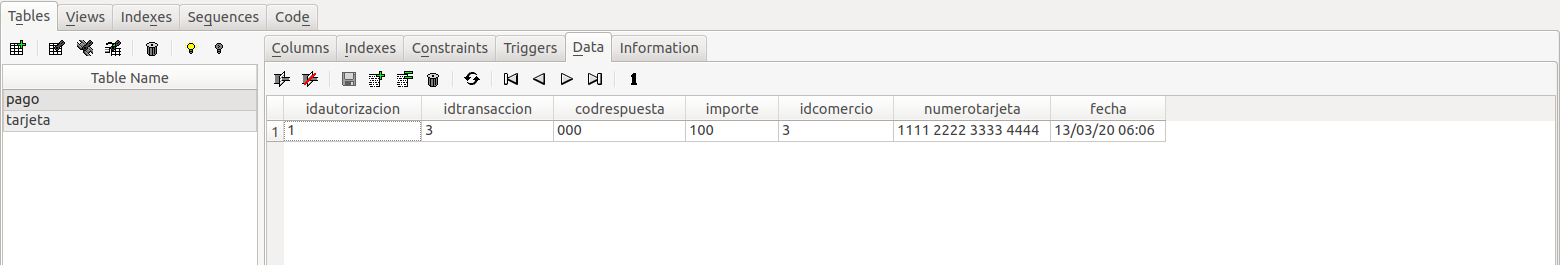 Tables Views Indexes Sequences Code
Columns Indexes Constraints Triggers Data Information
1
Table Name
pago
tarjeta
idautorizacion idtransaccion codrespuesta importe idcomercio numerotarjeta fecha
1 1 3 000 100 3 1111 2222 3333 4444 13/03/20 06:06